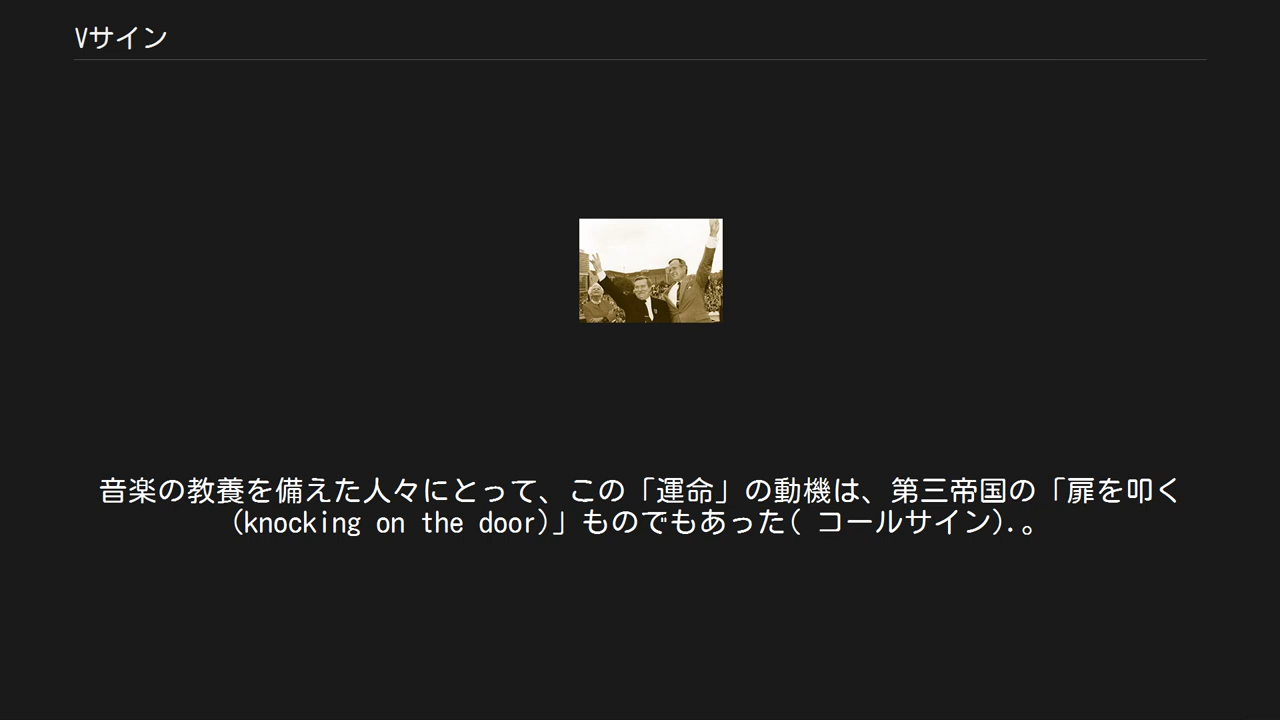 Vサイン
音楽の教養を備えた人々にとって、この「運命」の動機は、第三帝国の「扉を叩く
(knocking on the door)」ものでもあった( コールサイン).。